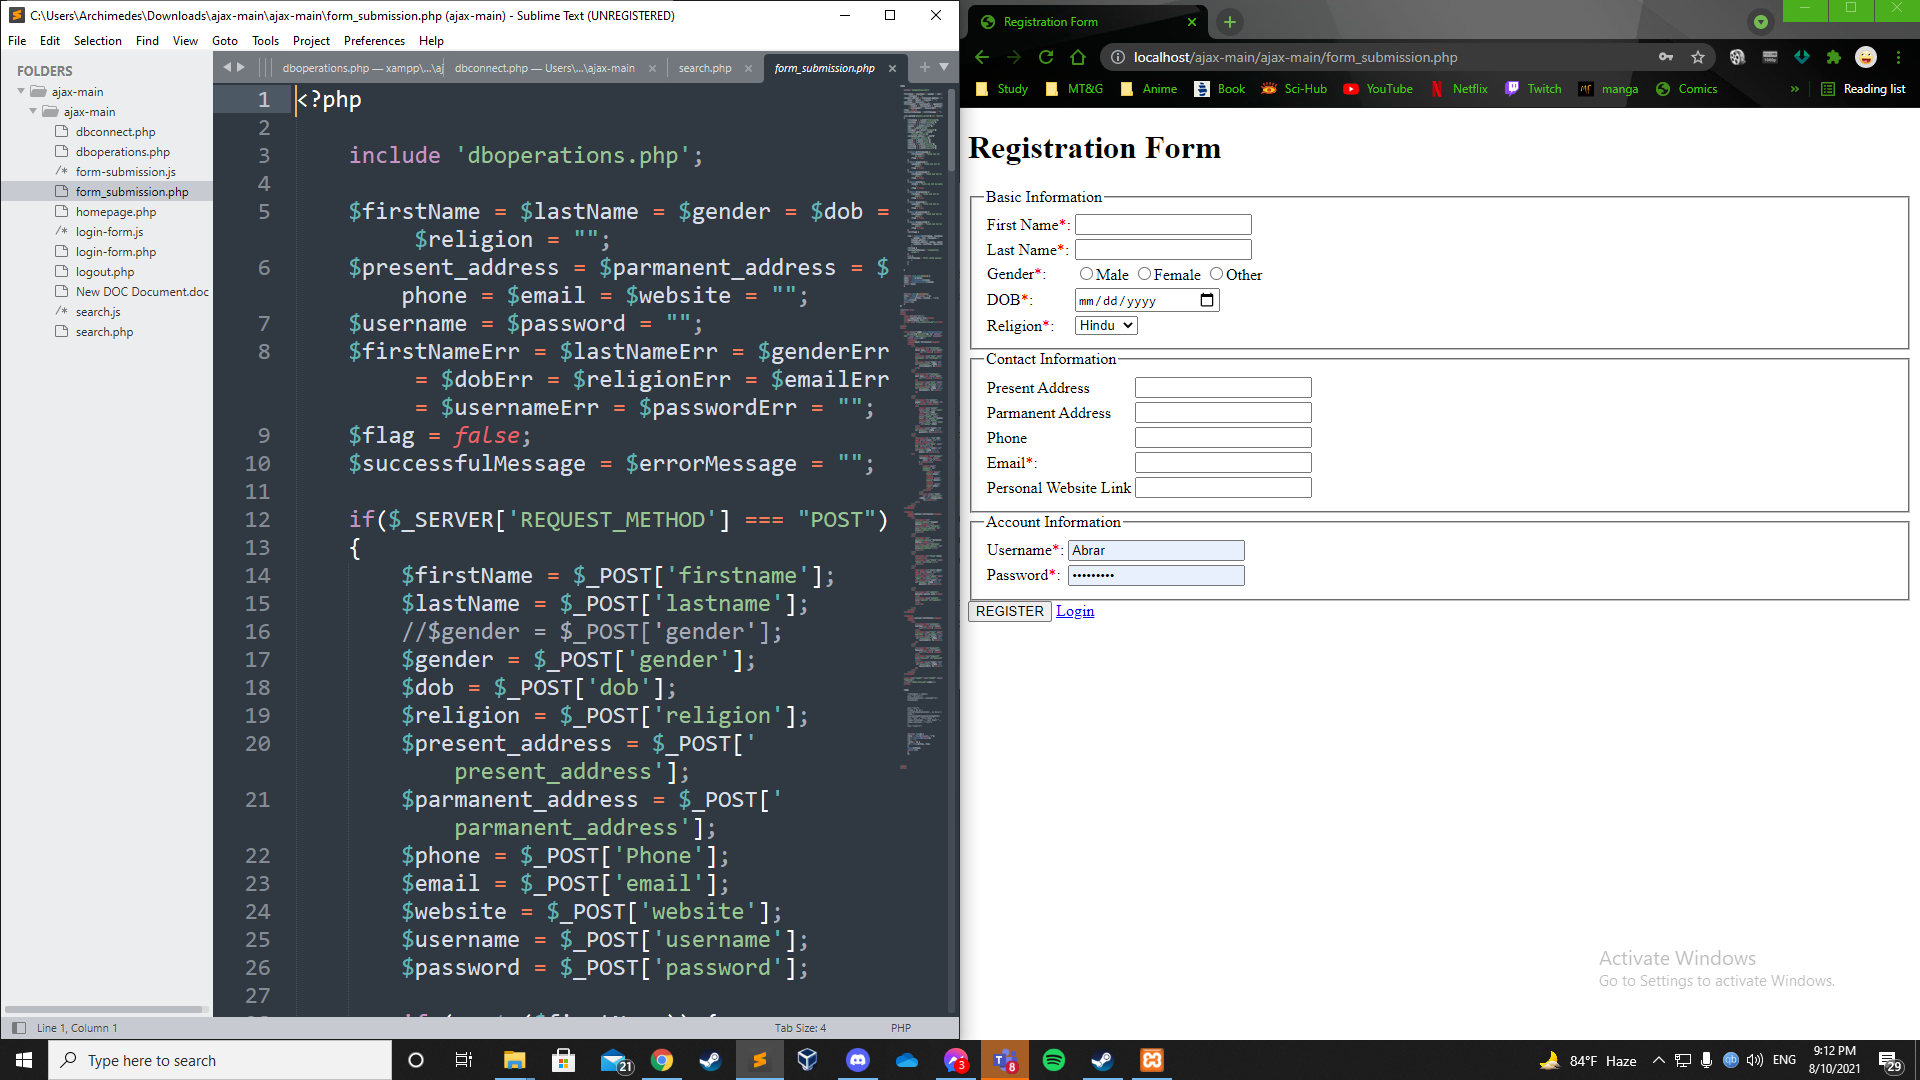 C:\Users\Archimedes\Downloads\ajax-main\ajax-main\form_submission.php (ajax-main) - Sublime Text (UNREGISTERED)
File Edit Selection Find View Goto Tools Project Preferences Help
FOLDERS
ajax-main
ajax-main
dbconnect.php
dboperations.php
/* form-submission.js
form_submission.php
homepage.php
/* login-form.js
login-form.php
logout.php
New DOC Document.doc
/* search.js
search.php
dboperations.php — xampp\...\aj
dbconnect.php — Users\...\ajax-main
search.php
form_submission.php
1 <?php
2
3 include 'dboperations.php';
4
5 $firstName = $lastName = $gender = $dob =
$religion = "";
6 $present_address = $parmanent_address = $
phone = $email = $website = "";
7 $username = $password = "";
8 $firstNameErr = $lastNameErr = $genderErr
= $dobErr = $religionErr = $emailErr
= $usernameErr = $passwordErr = "";
9 $flag = false;
10 $successfulMessage = $errorMessage = "";
11
12 if($_SERVER['REQUEST_METHOD'] === "POST")
13 {
14 $firstName = $_POST['firstname'];
15 $lastName = $_POST['lastname'];
16 //$gender = $_POST['gender'];
17 $gender = $_POST['gender'];
18 $dob = $_POST['dob'];
19 $religion = $_POST['religion'];
20 $present_address = $_POST['
present_address'];
21 $parmanent_address = $_POST['
parmanent_address'];
22 $phone = $_POST['Phone'];
23 $email = $_POST['email'];
24 $website = $_POST['website'];
25 $username = $_POST['username'];
26 $password = $_POST['password'];
27
Line 1, Column 1
Tab Size: 4
PHP
Registration Form
localhost/ajax-main/ajax-main/form_submission.php
Study MT&G Anime Book Sci-Hub YouTube Netflix Twitch manga Comics » Reading list
Registration Form
Basic Information
First Name*:
Last Name*:
Gender*: Male Female Other
DOB*: mm/dd/yyyy
Religion*: Hindu
Contact Information
Present Address
Parmanent Address
Phone
Email*:
Personal Website Link
Account Information
Username*: Abrar
Password*: •••••••••
REGISTER Login
Activate Windows
Go to Settings to activate Windows.
Type here to search
21
3
8
84°F Haze
ENG
9:12 PM
8/10/2021
29